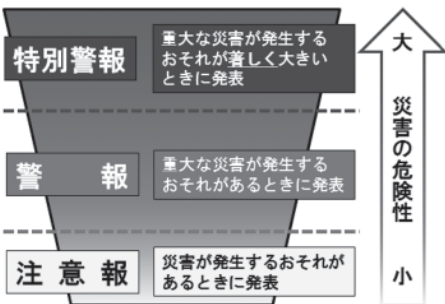 特別警報
重大な災害が発生する
おそれが著しく大きい
ときに発表
警報
重大な災害が発生する
おそれがあるときに発表
注意報
災害が発生するおそれが
あるときに発表
大
災害の危険性
小